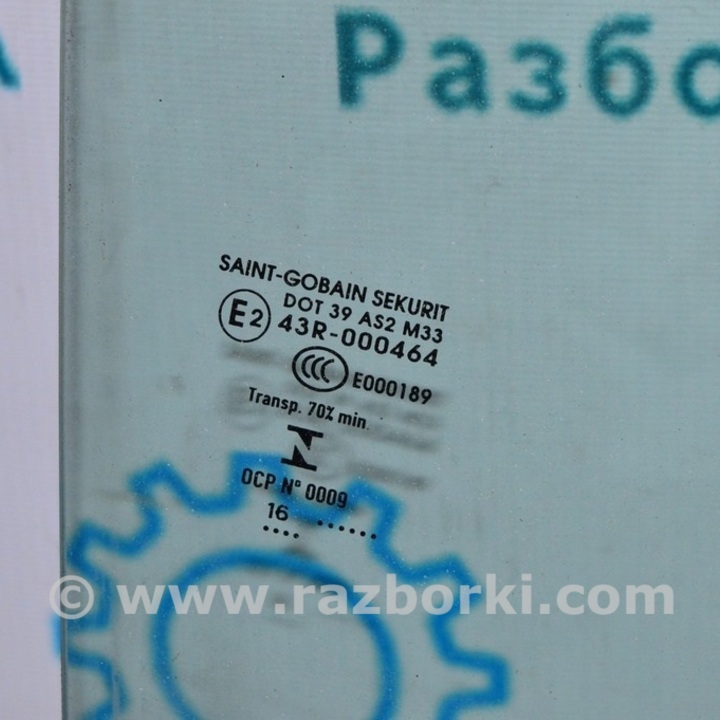 Разбо
SAINT-GOBAIN SEKURIT
DOT 39 AS2 M33
E2 43R-000464
CCC E000189
Transp. 70% min.
OCP Nº 0009
16 ......
....
© www.razborki.com